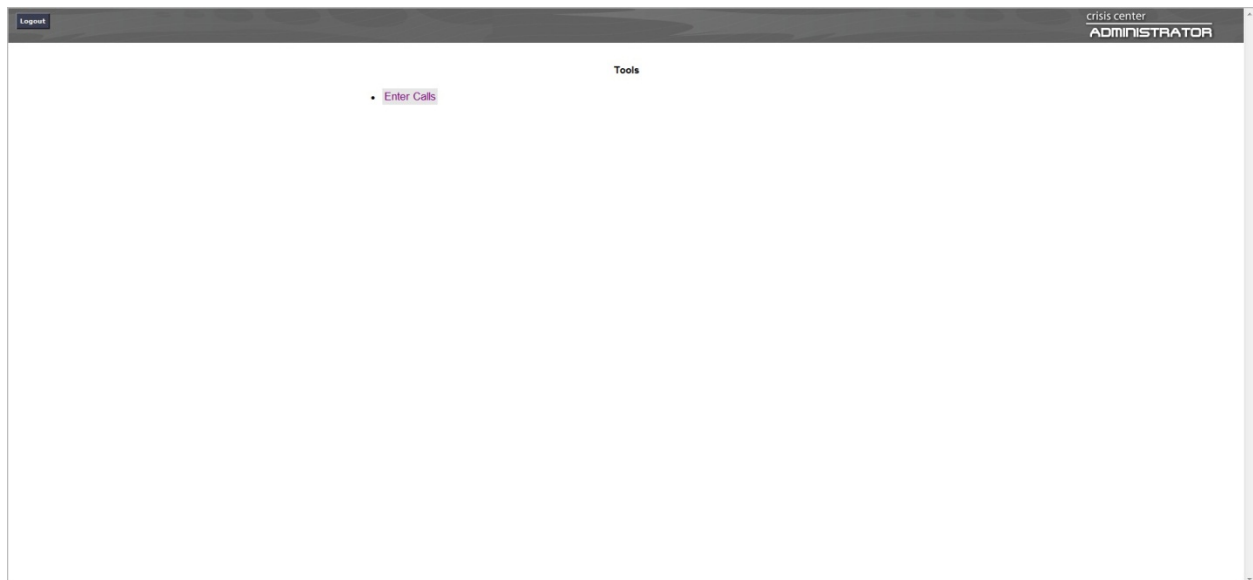 Logout
crisis center
ADMINISTRATOR
Tools
Enter Calls